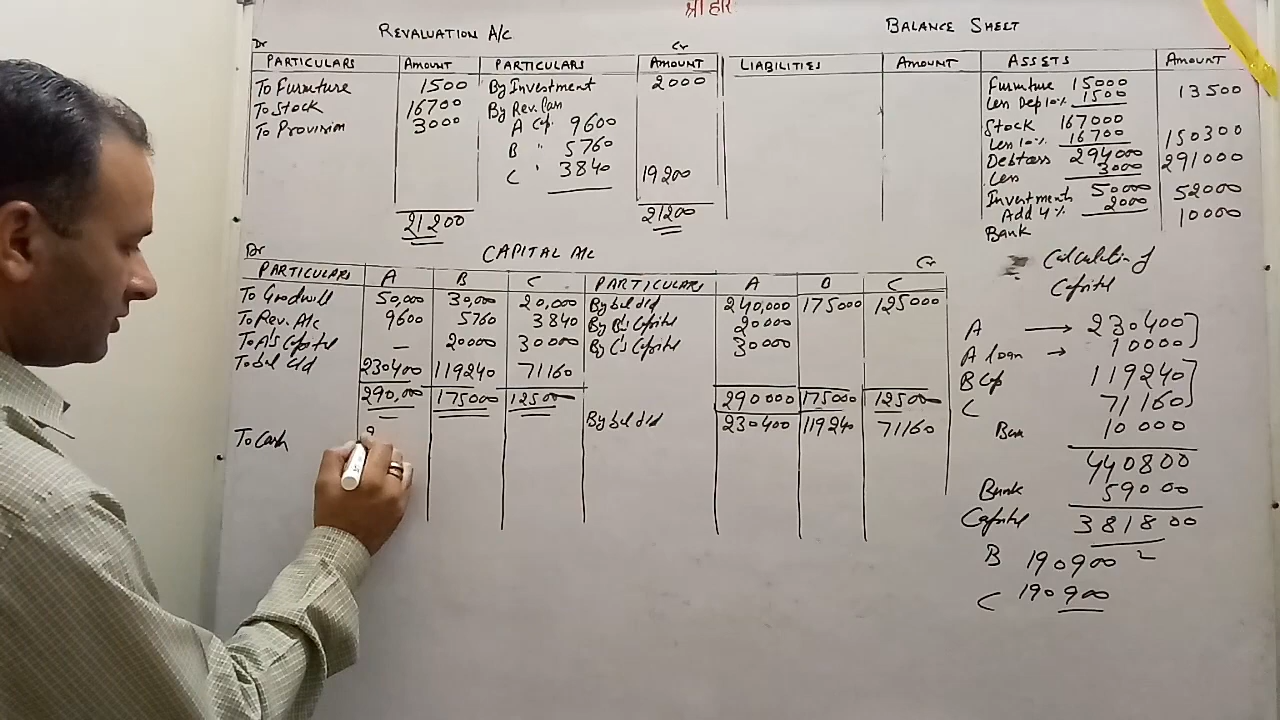 श्री हरि
REVALUATION A/C
Dr Cr
PARTICULARS AMOUNT PARTICULARS AMOUNT
To Furniture 1500 By Investment 2000
To Stock 16700 By Rev. Loss
To Provision 3000 A Cap. 9600
B " 5760
C " 3840 19200
21200 21200
BALANCE SHEET
LIABILITIES AMOUNT ASSETS AMOUNT
Furniture 15000
Less Dep 10% 1500 13500
Stock 167000
Less 10% 16700 150300
Debtors 294000
Less 3000 291000
Investments 50000
Add 4% 2000 52000
Bank 10000
Dr CAPITAL A/C Cr
PARTICULARS A B C PARTICULARS A B C
To Goodwill 50,000 30,000 20,000 By bal b/d 240,000 175000 125000
To Rev. A/c 9600 5760 3840 By B's Capital 20000
To A's Capital — 20000 30000 By C's Capital 30000
To bal c/d 230400 119240 71160
290,000 175000 125000 290000 175000 125000
By bal b/d 230400 119240 71160
To Cash
Calculation of
Capital
A → 230400
A loan → 10000
B Cap 119240
C 71160
10000
440800
Bank 59000
Capital 381800
B 190900
C 190900